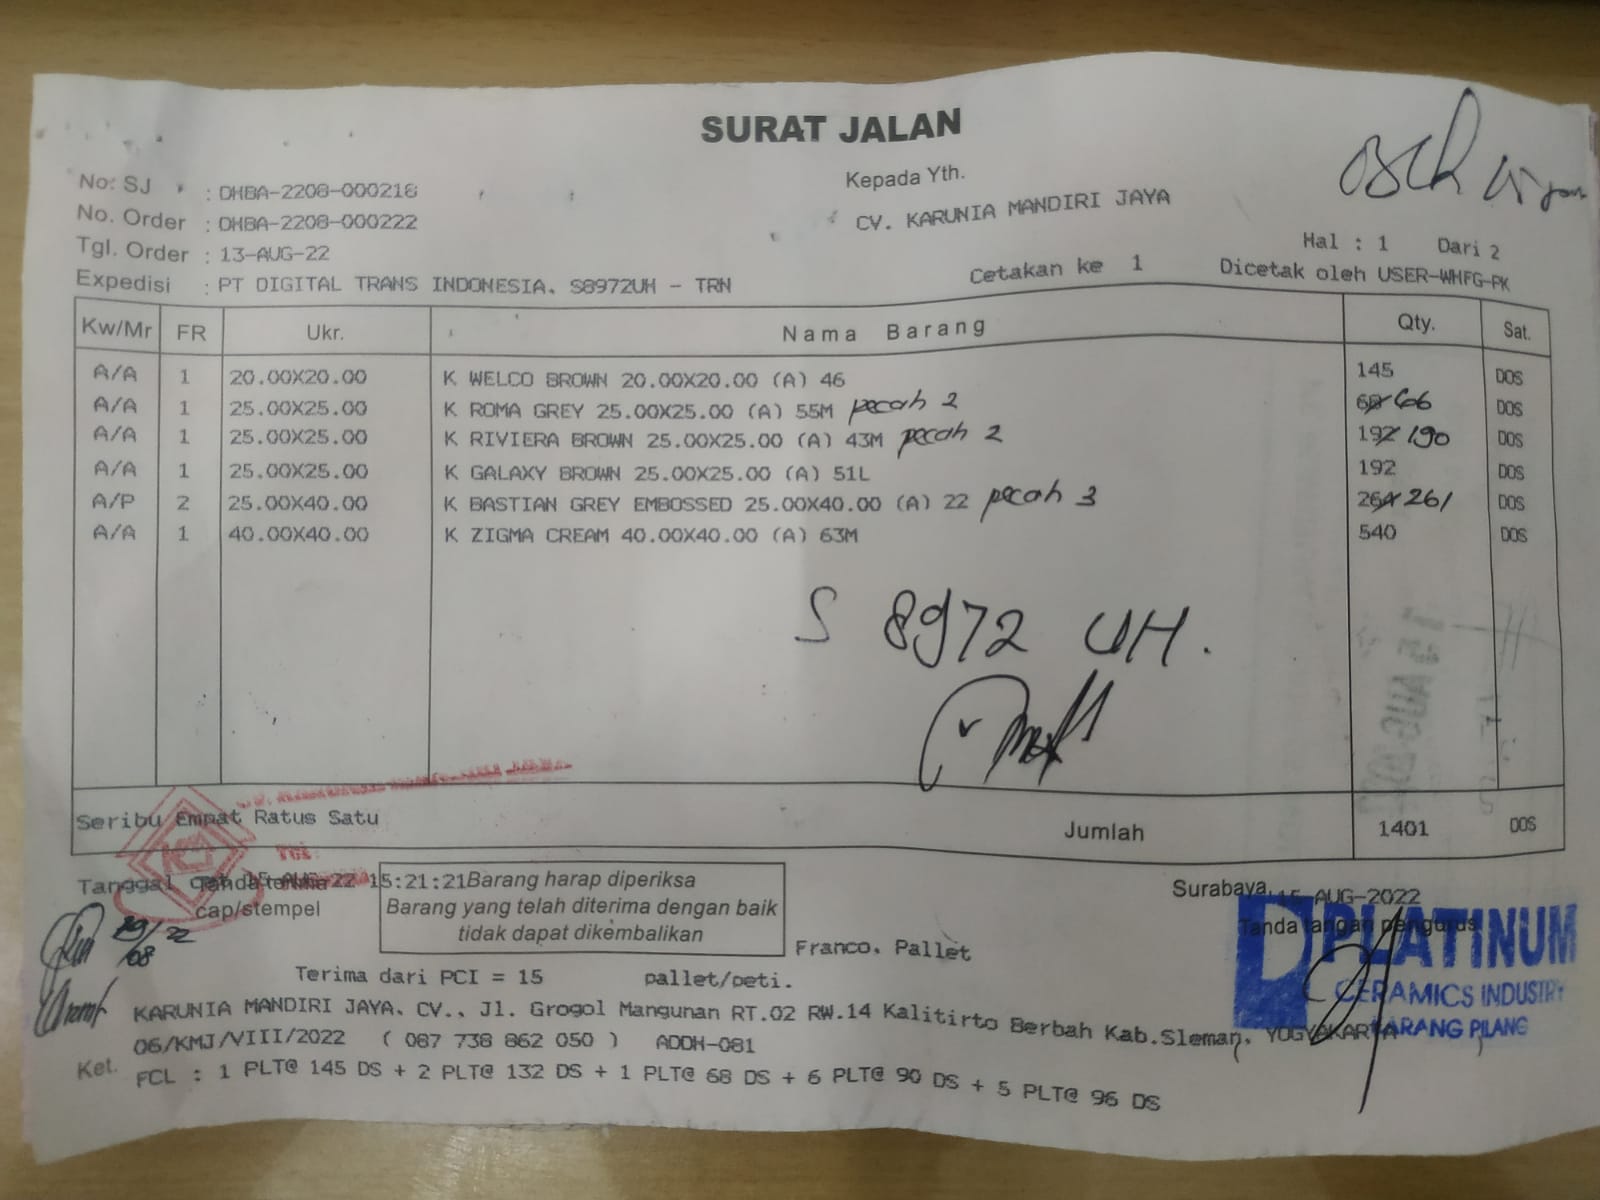 SURAT JALAN
No: SJ : DHBA-2208-000218
No. Order : DHBA-2208-000222
Tgl. Order : 13-AUG-22
Expedisi : PT DIGITAL TRANS INDONESIA. S8972UH - TRN
Kepada Yth.
CV. KARUNIA MANDIRI JAYA
Hal : 1 Dari 2
Cetakan ke 1 Dicetak oleh USER-WHFG-PK
Kw/Mr FR Ukr. Nama Barang Qty. Sat.
A/A 1 20.00X20.00 K WELCO BROWN 20.00X20.00 (A) 46 145 DOS
A/A 1 25.00X25.00 K ROMA GREY 25.00X25.00 (A) 55M pecah 2 68/66 DOS
A/A 1 25.00X25.00 K RIVIERA BROWN 25.00X25.00 (A) 43M pecah 2 192/190 DOS
A/A 1 25.00X25.00 K GALAXY BROWN 25.00X25.00 (A) 51L 192 DOS
A/P 2 25.00X40.00 K BASTIAN GREY EMBOSSED 25.00X40.00 (A) 22 pecah 3 264 261 DOS
A/A 1 40.00X40.00 K ZIGMA CREAM 40.00X40.00 (A) 63M 540 DOS
S 8972 UH.
Seribu Empat Ratus Satu Jumlah 1401 DOS
Tanggal 15-AUG-22 15:21:21
Tanda terima
cap/stempel
Tgl:
29/08 22
Barang harap diperiksa
Barang yang telah diterima dengan baik
tidak dapat dikembalikan
Franco. Pallet
Surabaya, 15-AUG-2022
Tanda tangan pengurus
PLATINUM
CERAMICS INDUSTRY
KARANG PILANG
Terima dari PCI = 15 pallet/peti.
KARUNIA MANDIRI JAYA. CV., Jl. Grogol Mangunan RT.02 RW.14 Kalitirto Berbah Kab.Sleman. YOGYAKARTA
06/KMJ/VIII/2022 ( 087 738 862 050 ) ADDH-081
Ket. FCL : 1 PLT@ 145 DS + 2 PLT@ 132 DS + 1 PLT@ 68 DS + 6 PLT@ 90 DS + 5 PLT@ 96 DS